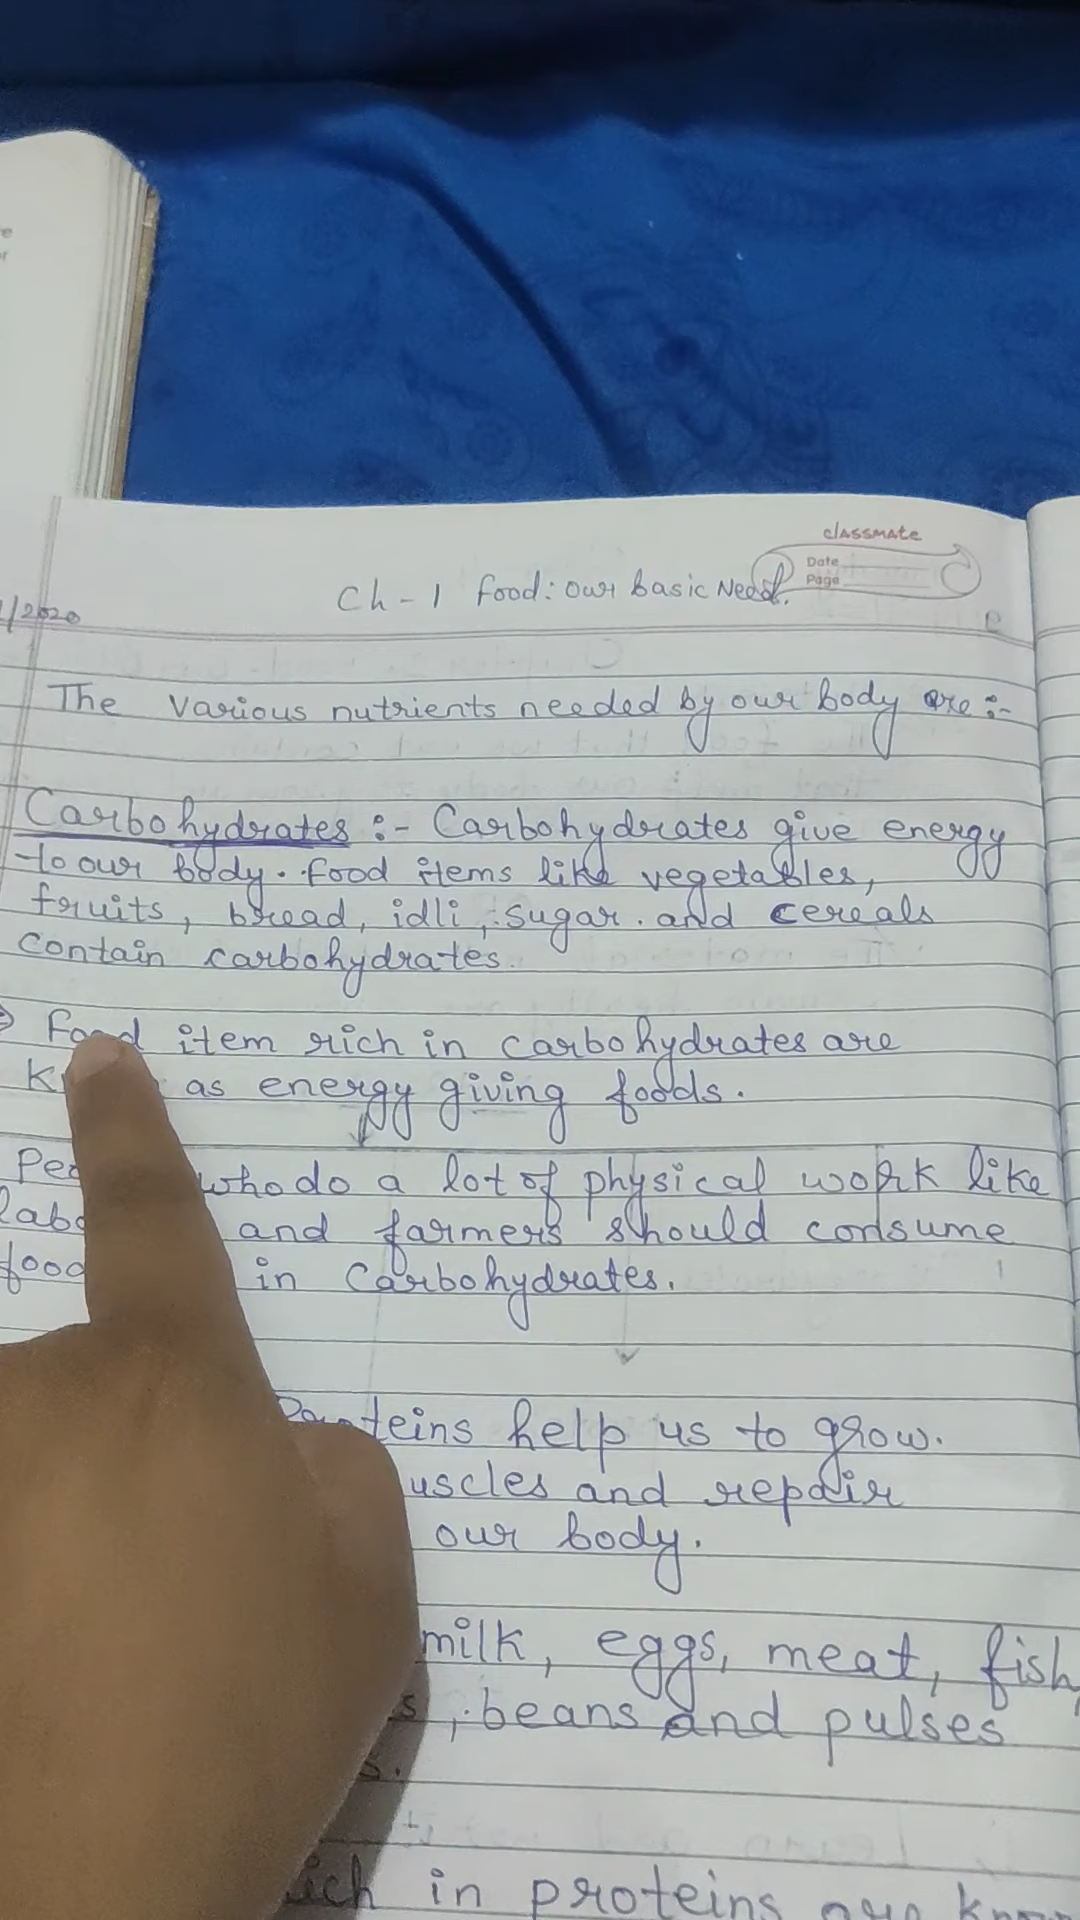 classmate
Date
Page
Ch - 1 Food: Our basic Need.
/2020
The various nutrients needed by our body are :-
Carbohydrates :- Carbohydrates give energy
to our body. Food items like vegetables,
fruits, bread, idli, sugar. and cereals
contain carbohydrates.
Food item rich in carbohydrates are
as energy giving foods.
who do a lot of physical work like
and farmers should consume
food in Carbohydrates.
help us to grow.
and repair
our body.
milk, eggs, meat, fish,
, beans and pulses
in proteins are